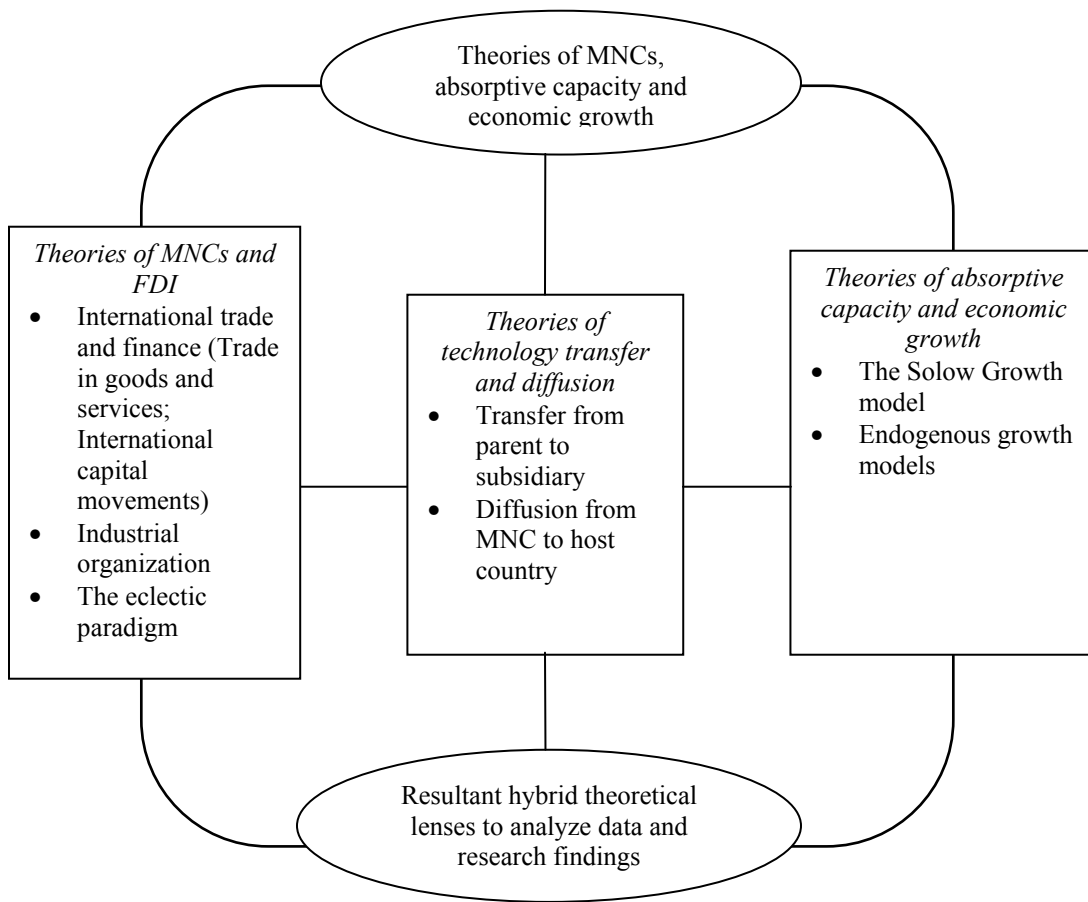 Theories of MNCs,
absorptive capacity and
economic growth
Theories of MNCs and
FDI
• International trade
and finance (Trade
in goods and
services;
International
capital
movements)
• Industrial
organization
• The eclectic
paradigm
Theories of
technology transfer
and diffusion
• Transfer from
parent to
subsidiary
• Diffusion from
MNC to host
country
Theories of absorptive
capacity and economic
growth
• The Solow Growth
model
• Endogenous growth
models
Resultant hybrid theoretical
lenses to analyze data and
research findings